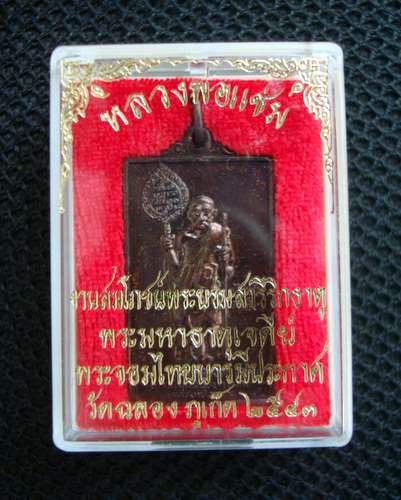 หลวงพ่อแช่ม
งานสมโภชน์พระบรมสารีริกธาตุ
พระมหาธาตุเจดีย์
พระจอมไทยบารมีประกาศ
วัดฉลอง ภูเก็ต ๒๕๔๓